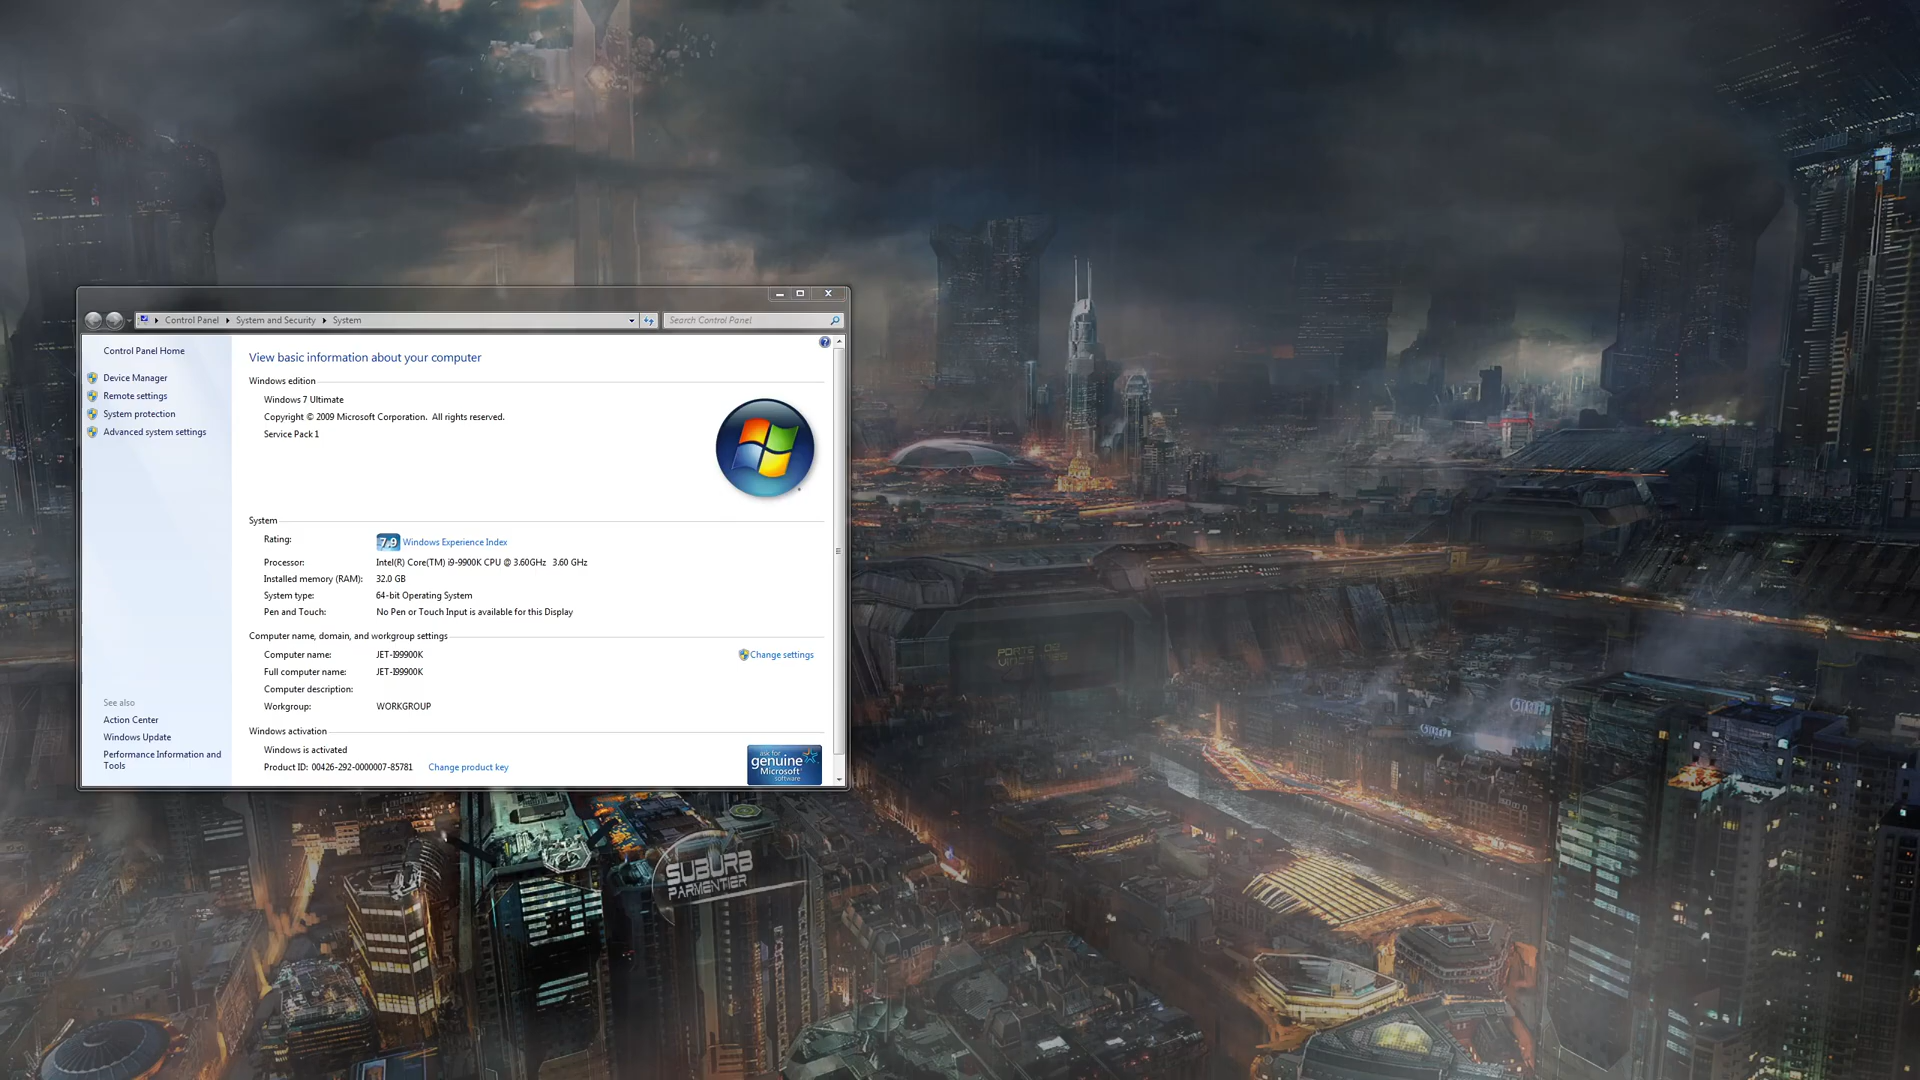 Control Panel ▸ System and Security ▸ System
Search Control Panel
Control Panel Home
Device Manager
Remote settings
System protection
Advanced system settings
See also
Action Center
Windows Update
Performance Information and
Tools
View basic information about your computer
Windows edition
Windows 7 Ultimate
Copyright © 2009 Microsoft Corporation. All rights reserved.
Service Pack 1
System
Rating: 7.9 Windows Experience Index
Processor: Intel(R) Core(TM) i9-9900K CPU @ 3.60GHz 3.60 GHz
Installed memory (RAM): 32.0 GB
System type: 64-bit Operating System
Pen and Touch: No Pen or Touch Input is available for this Display
Computer name, domain, and workgroup settings
Computer name: JET-I99900K
Change settings
Full computer name: JET-I99900K
Computer description:
Workgroup: WORKGROUP
Windows activation
Windows is activated
Product ID: 00426-292-0000007-85781 Change product key
ask for
genuine
Microsoft
software
PORTE DE
VINCENNES
SUBURB
PARMENTIER